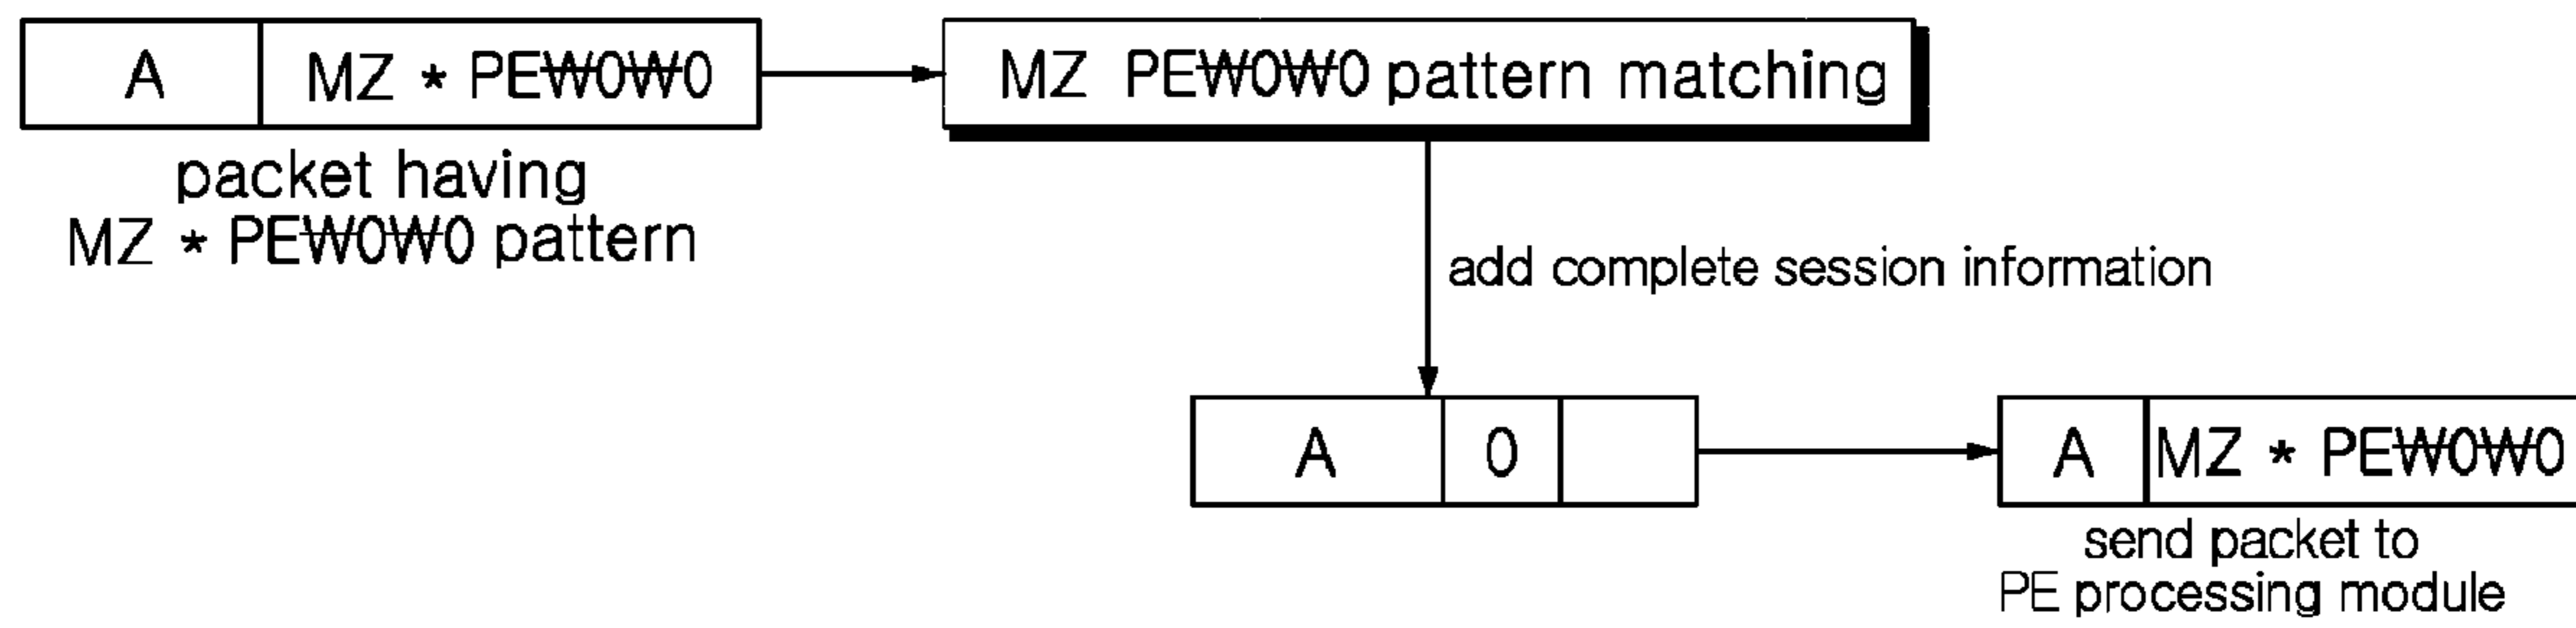 A MZ * PE₩0₩0
MZ PE₩0₩0 pattern matching
packet having
MZ * PE₩0₩0 pattern
add complete session information
A 0
A MZ * PE₩0₩0
send packet to
PE processing module